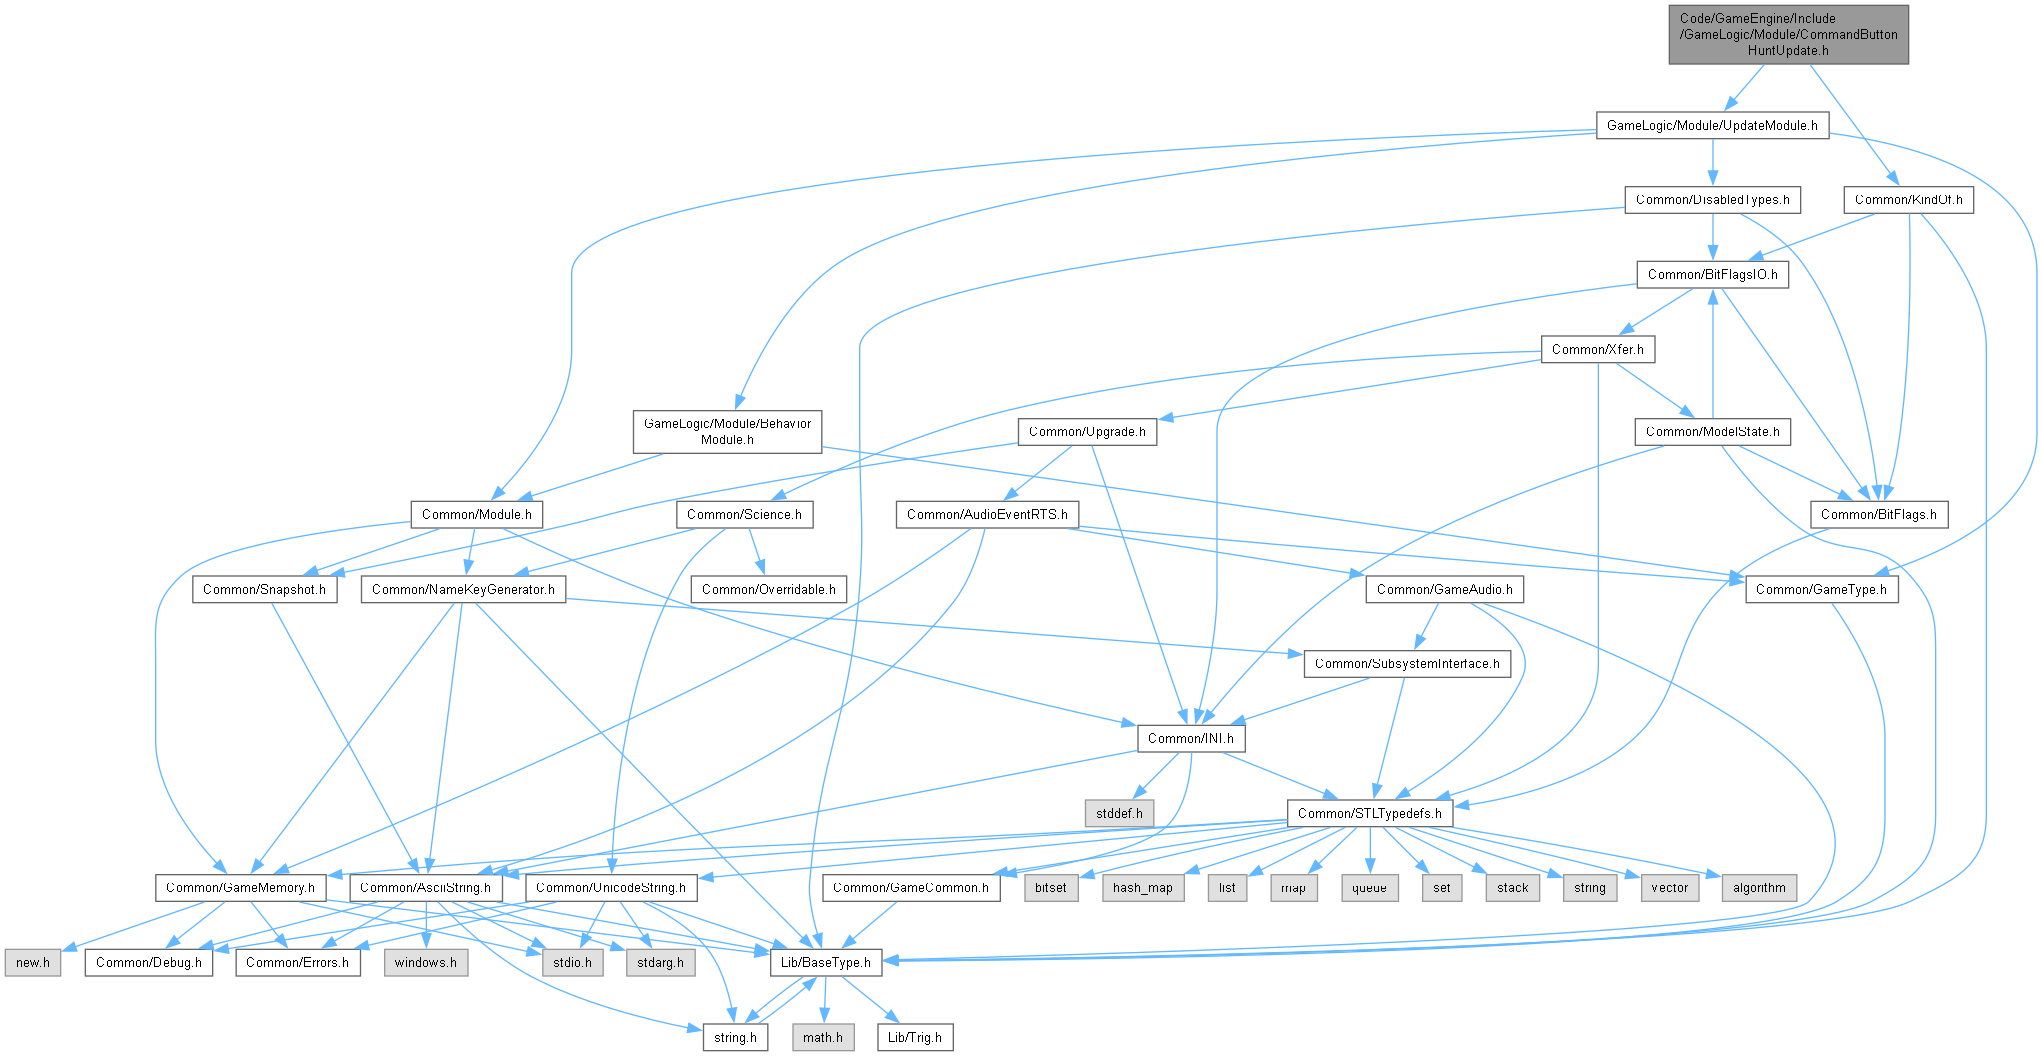 Code/GameEngine/Include
/GameLogic/Module/CommandButton
HuntUpdate.h
GameLogic/Module/UpdateModule.h
Common/DisabledTypes.h
Common/KindOf.h
Common/BitFlagsIO.h
Common/Xfer.h
GameLogic/Module/Behavior
Module.h
Common/Upgrade.h
Common/ModelState.h
Common/Module.h
Common/Science.h
Common/AudioEventRTS.h
Common/BitFlags.h
Common/Snapshot.h
Common/NameKeyGenerator.h
Common/Overridable.h
Common/GameAudio.h
Common/GameType.h
Common/SubsystemInterface.h
Common/INI.h
stddef.h
Common/STLTypedefs.h
Common/GameMemory.h
Common/AsciiString.h
Common/UnicodeString.h
Common/GameCommon.h
bitset
hash_map
list
map
queue
set
stack
string
vector
algorithm
new.h
Common/Debug.h
Common/Errors.h
windows.h
stdio.h
stdarg.h
Lib/BaseType.h
string.h
math.h
Lib/Trig.h